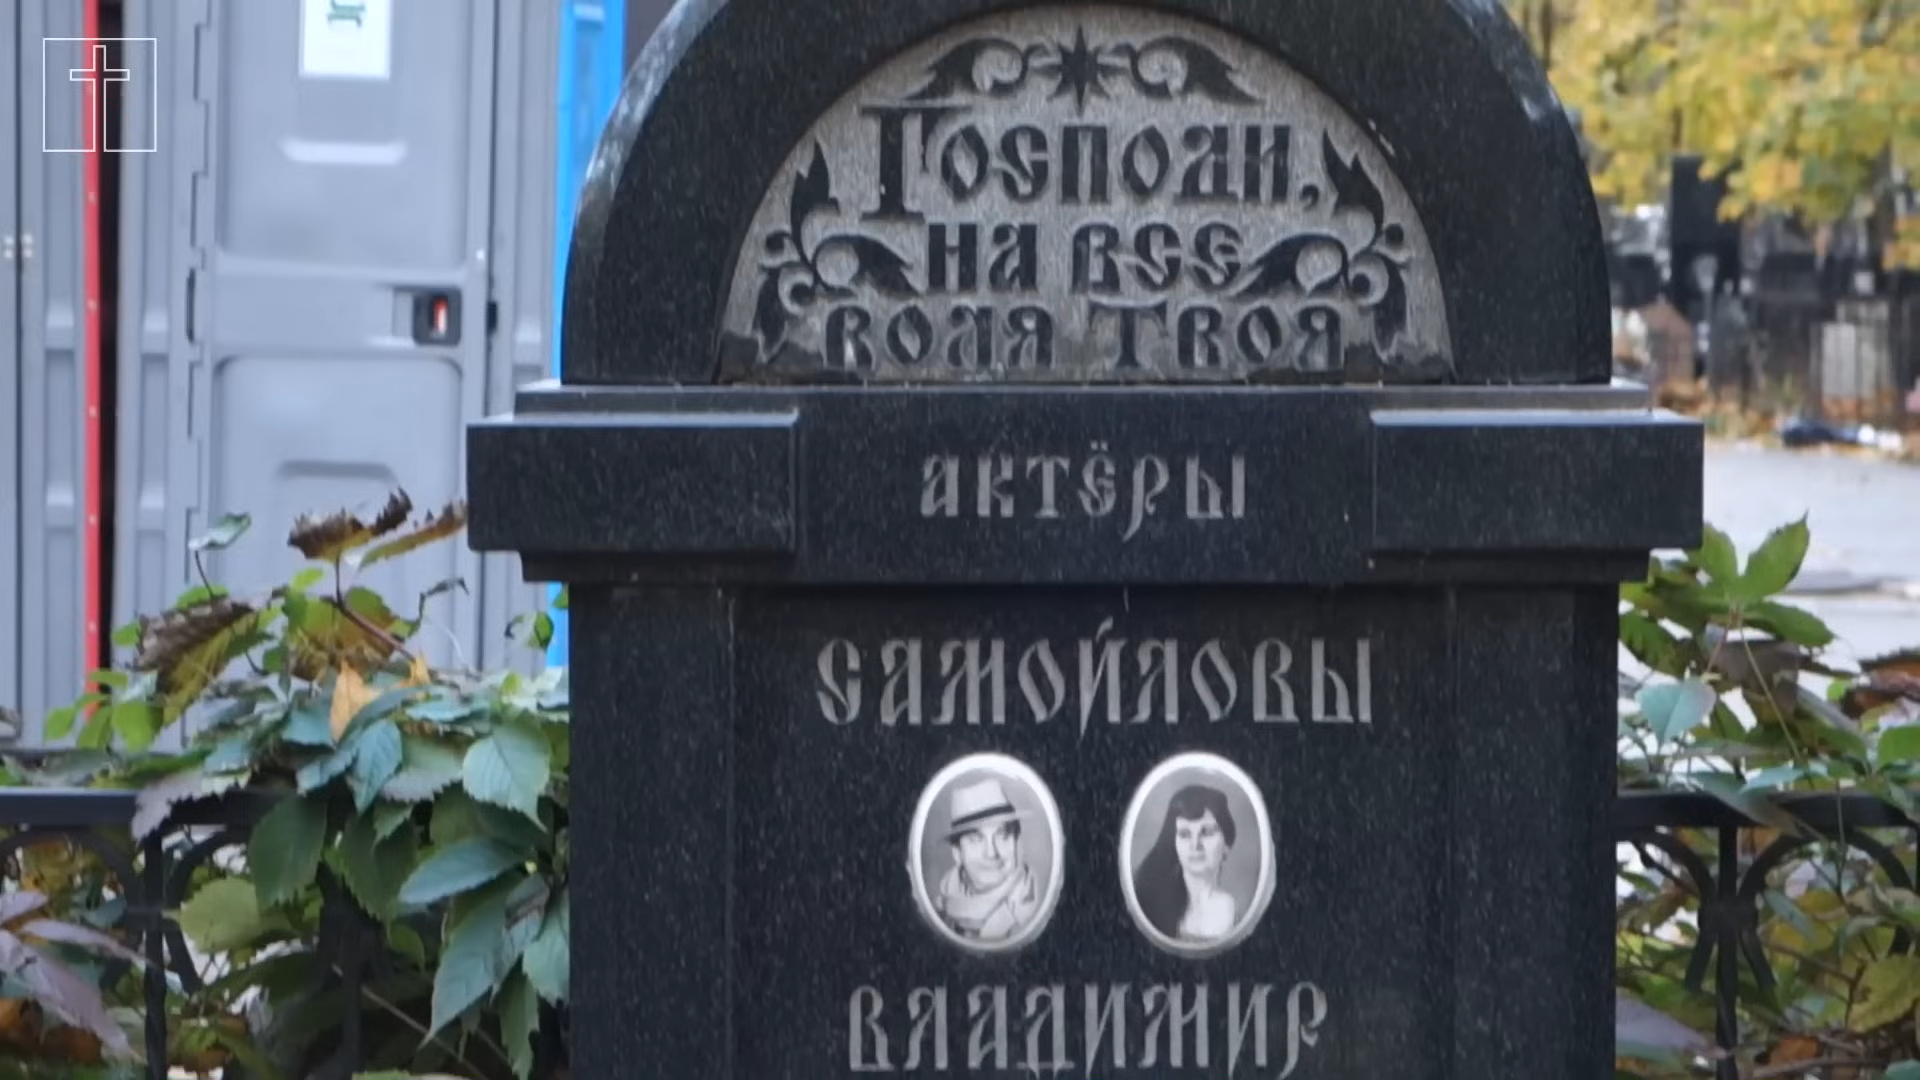 Господи,
на все
воля Твоя
АКТЁРЫ
САМОЙЛОВЫ
ВЛАДИМИР